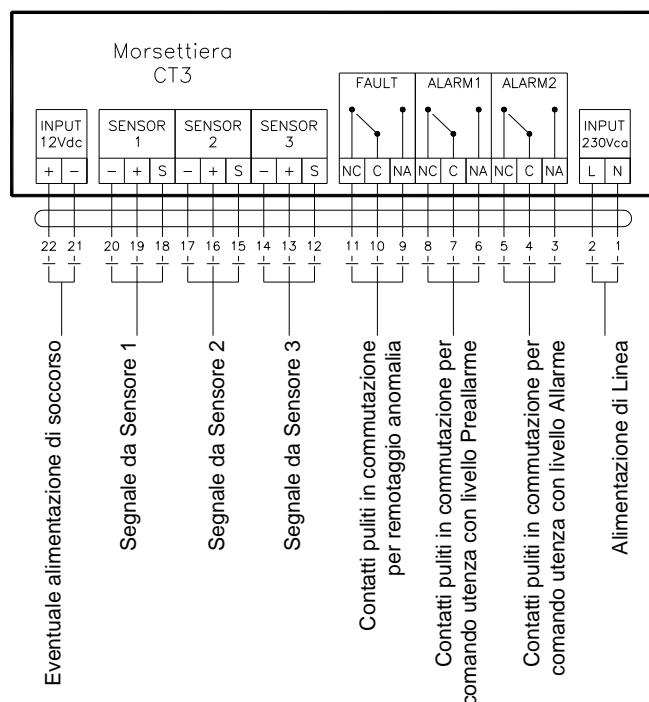 Morsettiera
CT3
FAULT ALARM1 ALARM2
INPUT 12Vdc
SENSOR 1
SENSOR 2
SENSOR 3
INPUT 230Vca
+ − − + S − + S − + S NC C NA NC C NA NC C NA L N
22 21 20 19 18 17 16 15 14 13 12 11 10 9 8 7 6 5 4 3 2 1
Eventuale alimentazione di soccorso
Segnale da Sensore 1
Segnale da Sensore 2
Segnale da Sensore 3
Contatti puliti in commutazione
per remotaggio anomalia
Contatti puliti in commutazione per
comando utenza con livello Preallarme
Contatti puliti in commutazione per
comando utenza con livello Allarme
Alimentazione di Linea